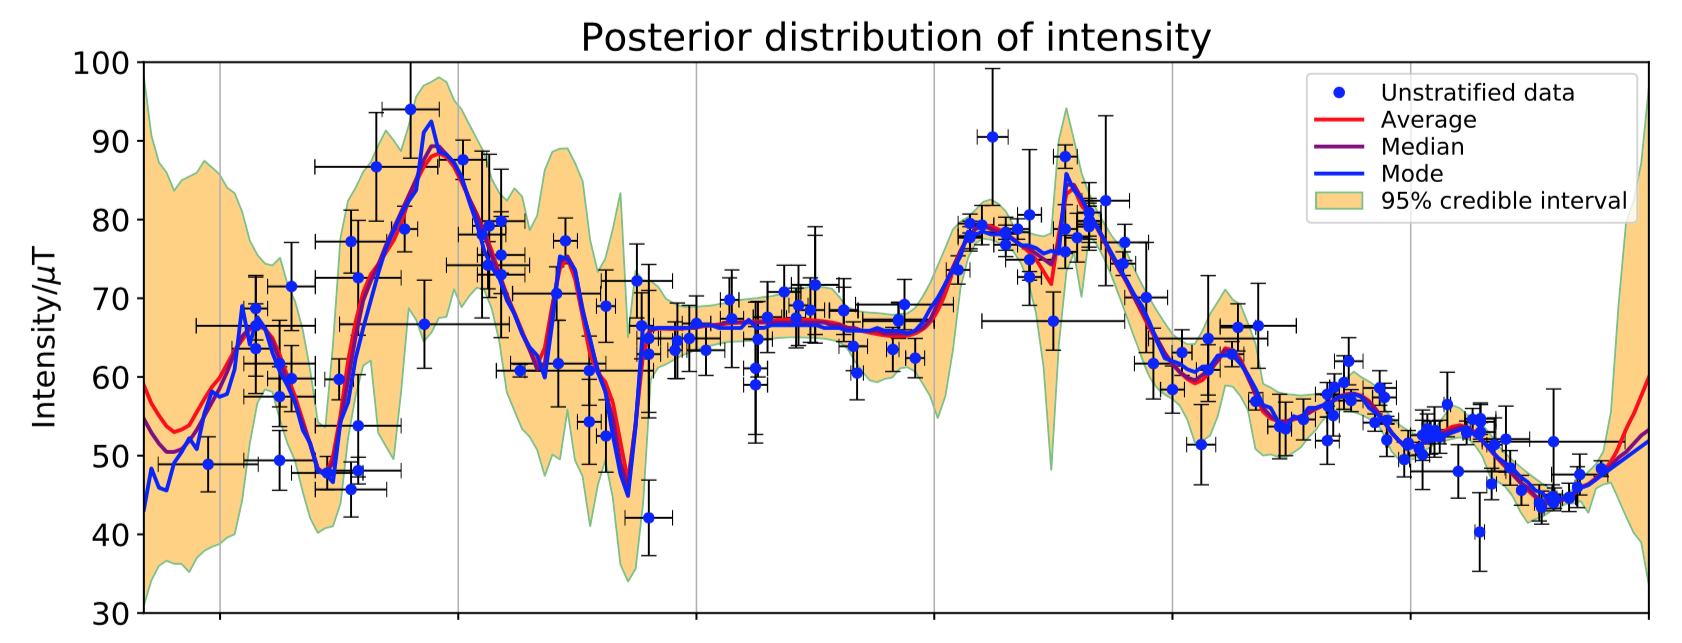 Posterior distribution of intensity
Intensity/μT
100
90
80
70
60
50
40
30
Unstratified data
Average
Median
Mode
95% credible interval